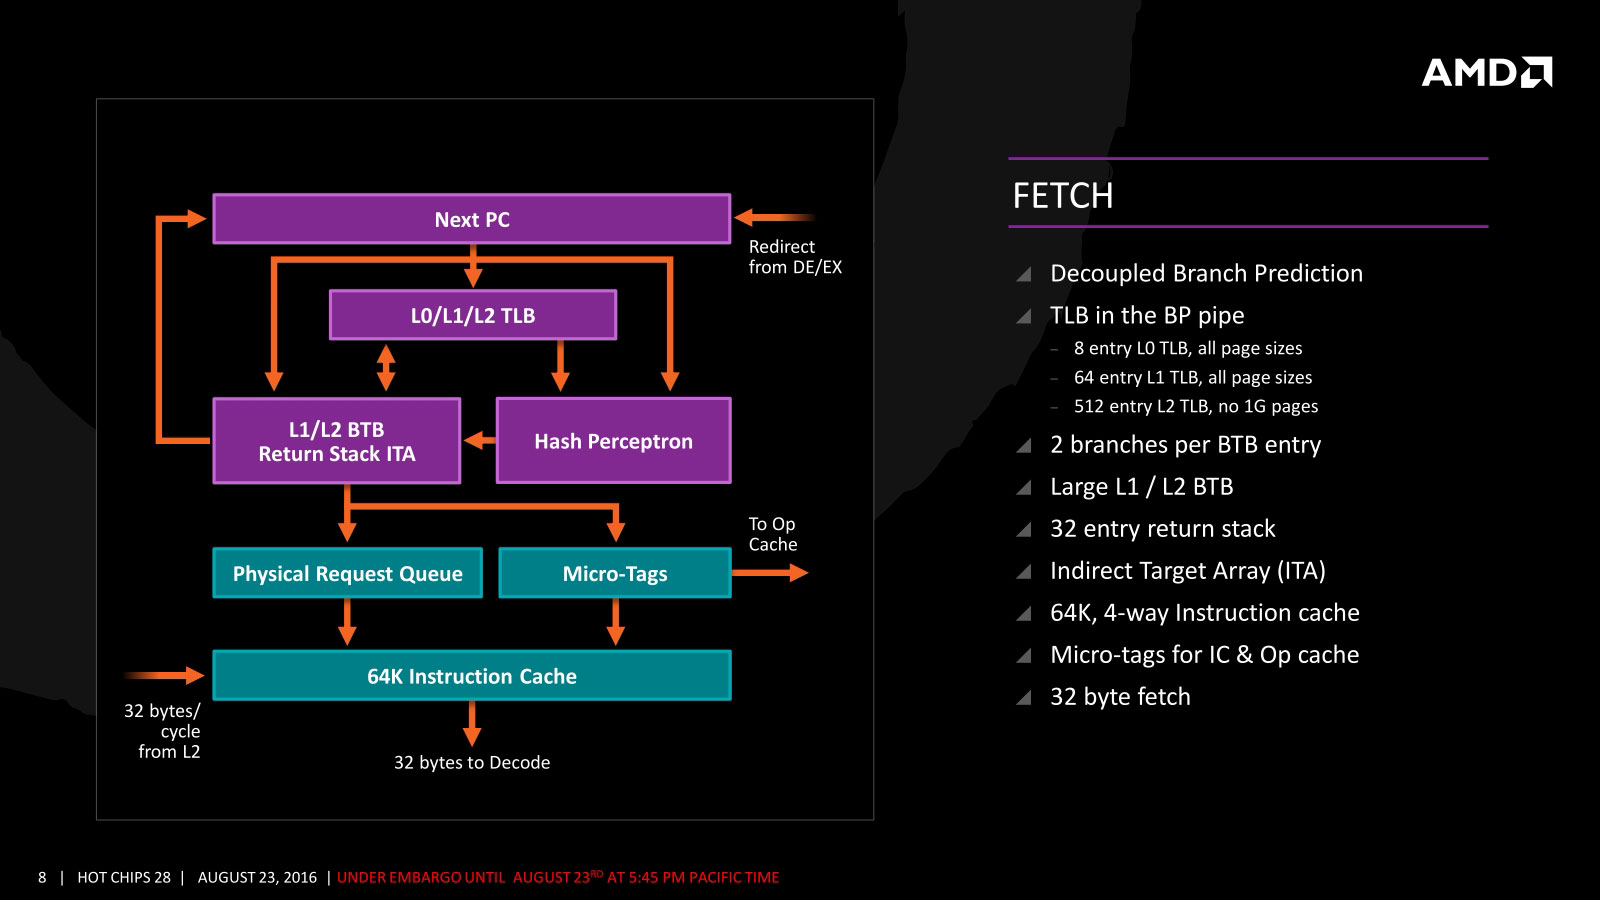 AMD
Next PC
Redirect
from DE/EX
L0/L1/L2 TLB
L1/L2 BTB
Return Stack ITA
Hash Perceptron
To Op
Cache
Physical Request Queue
Micro-Tags
64K Instruction Cache
32 bytes/
cycle
from L2
32 bytes to Decode
FETCH
Decoupled Branch Prediction
TLB in the BP pipe
– 8 entry L0 TLB, all page sizes
– 64 entry L1 TLB, all page sizes
– 512 entry L2 TLB, no 1G pages
2 branches per BTB entry
Large L1 / L2 BTB
32 entry return stack
Indirect Target Array (ITA)
64K, 4-way Instruction cache
Micro-tags for IC & Op cache
32 byte fetch
8 | HOT CHIPS 28 | AUGUST 23, 2016 | UNDER EMBARGO UNTIL AUGUST 23RD AT 5:45 PM PACIFIC TIME